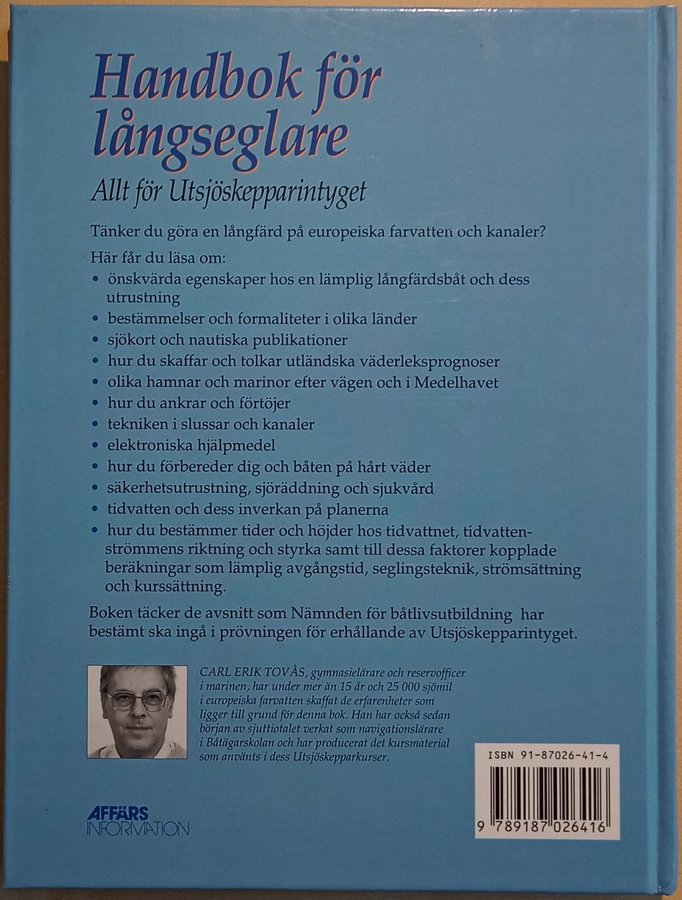 Handbok för
långseglare
Allt för Utsjöskepparintyget
Tänker du göra en långfärd på europeiska farvatten och kanaler?
Här får du läsa om:
• önskvärda egenskaper hos en lämplig långfärdsbåt och dess
utrustning
• bestämmelser och formaliteter i olika länder
• sjökort och nautiska publikationer
• hur du skaffar och tolkar utländska väderleksprognoser
• olika hamnar och marinor efter vägen och i Medelhavet
• hur du ankrar och förtöjer
• tekniken i slussar och kanaler
• elektroniska hjälpmedel
• hur du förbereder dig och båten på hårt väder
• säkerhetsutrustning, sjöräddning och sjukvård
• tidvatten och dess inverkan på planerna
• hur du bestämmer tider och höjder hos tidvattnet, tidvatten-
strömmens riktning och styrka samt till dessa faktorer kopplade
beräkningar som lämplig avgångstid, seglingsteknik, strömsättning
och kurssättning.
Boken täcker de avsnitt som Nämnden för båtlivsutbildning har
bestämt ska ingå i prövningen för erhållande av Utsjöskepparintyget.
CARL ERIK TOVÀS, gymnasielärare och reservofficer
i marinen, har under mer än 15 år och 25 000 sjömil
i europeiska farvatten skaffat de erfarenheter som
ligger till grund för denna bok. Han har också sedan
början av sjuttiotalet verkat som navigationslärare
i Båtägarskolan och har producerat det kursmaterial
som använts i dess Utsjöskepparkurser.
ISBN 91-87026-41-4
9 789187 026416
AFFÄRS
INFORMATION